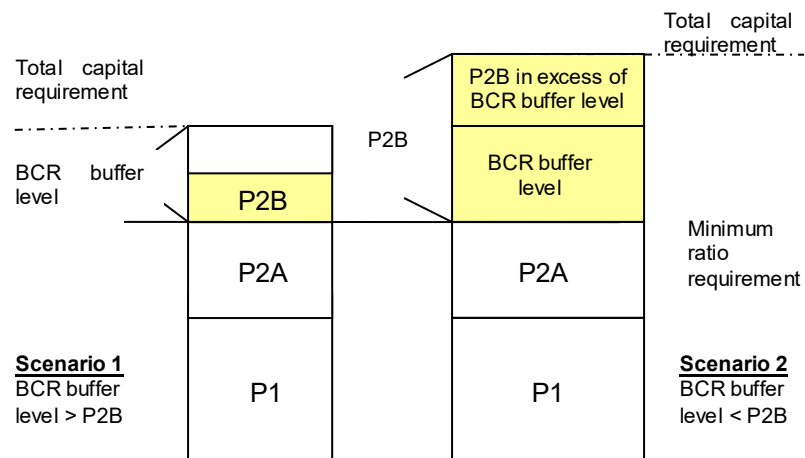 Total capital
requirement
BCR buffer
level
P2B
P2A
P1
Scenario 1
BCR buffer
level > P2B
P2B
Total capital
requirement
P2B in excess of
BCR buffer level
BCR buffer
level
P2A
P1
Minimum
ratio
requirement
Scenario 2
BCR buffer
level < P2B